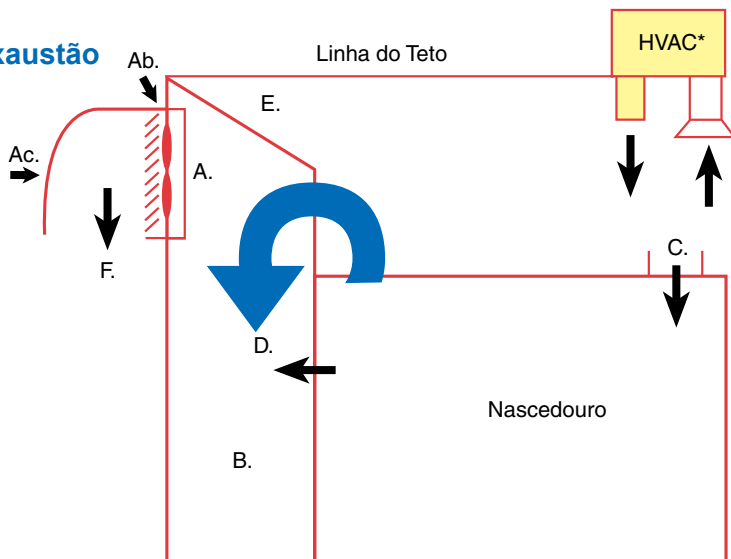 xaustão
Ab.
Linha do Teto
HVAC*
E.
Ac.
A.
C.
F.
D.
Nascedouro
B.